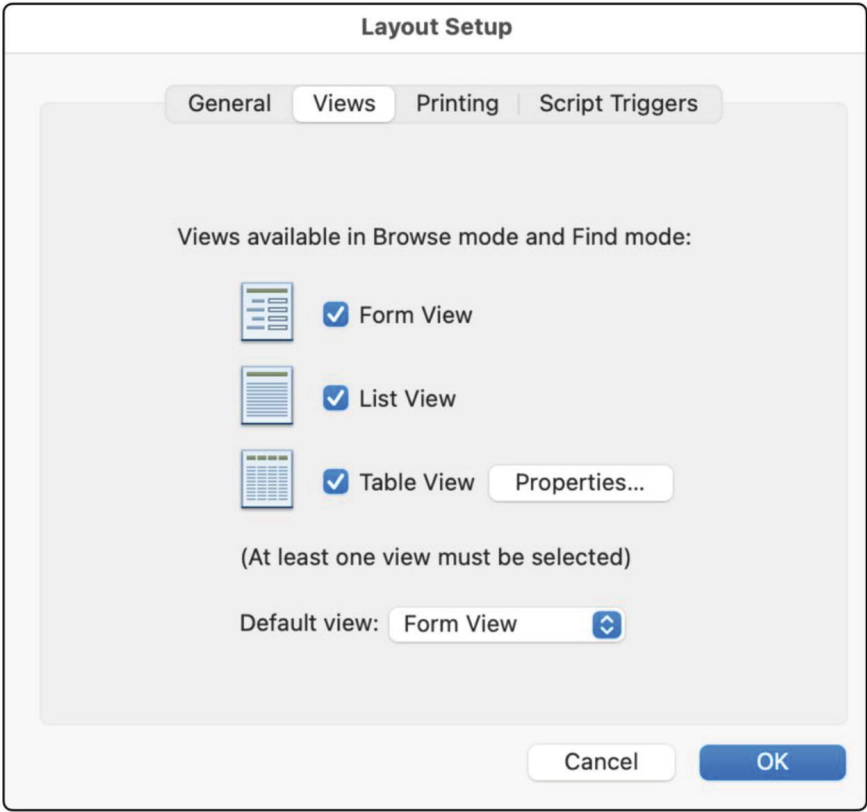 Layout Setup
General Views Printing Script Triggers
Views available in Browse mode and Find mode:
Form View
List View
Table View Properties...
(At least one view must be selected)
Default view: Form View
Cancel OK